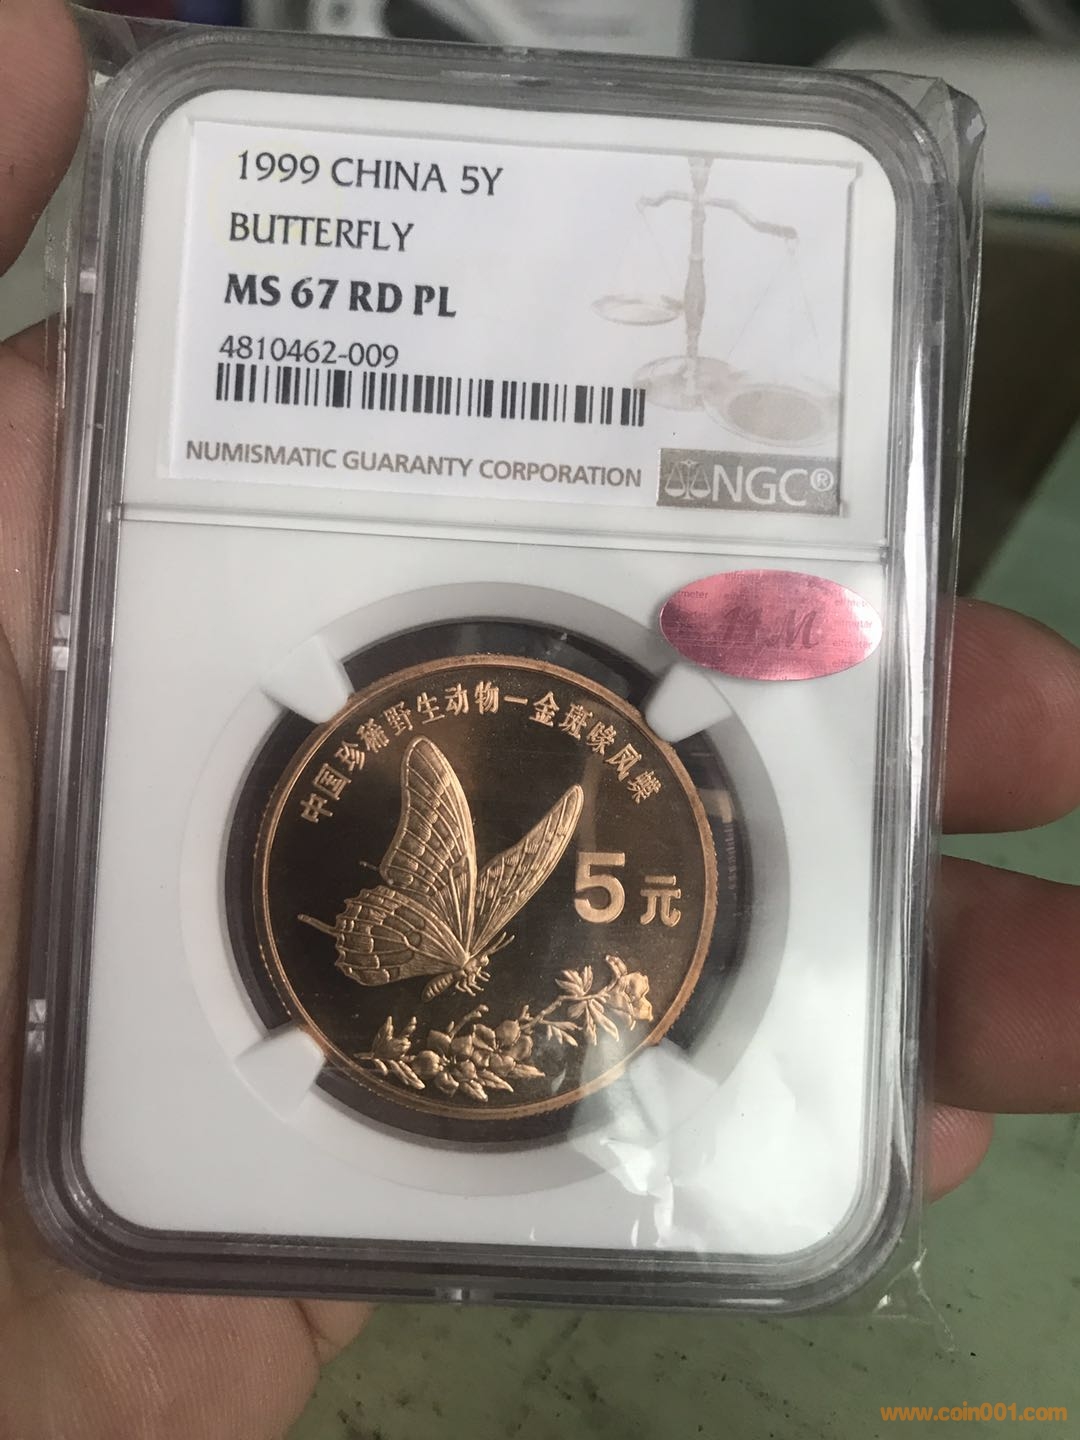 1999 CHINA 5Y
BUTTERFLY
MS 67 RD PL
4810462-009
NUMISMATIC GUARANTY CORPORATION
NGC®
中国珍稀野生动物一金斑喙凤蝶
5元
www.coin001.com